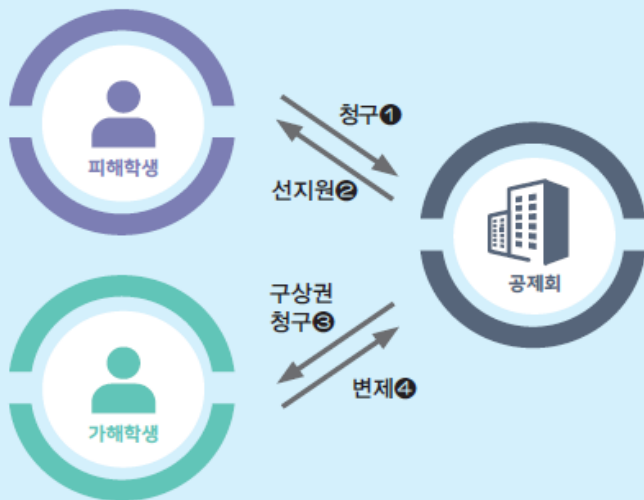 피해학생
청구❶
선지원❷
공제회
구상권
청구❸
변제❹
가해학생